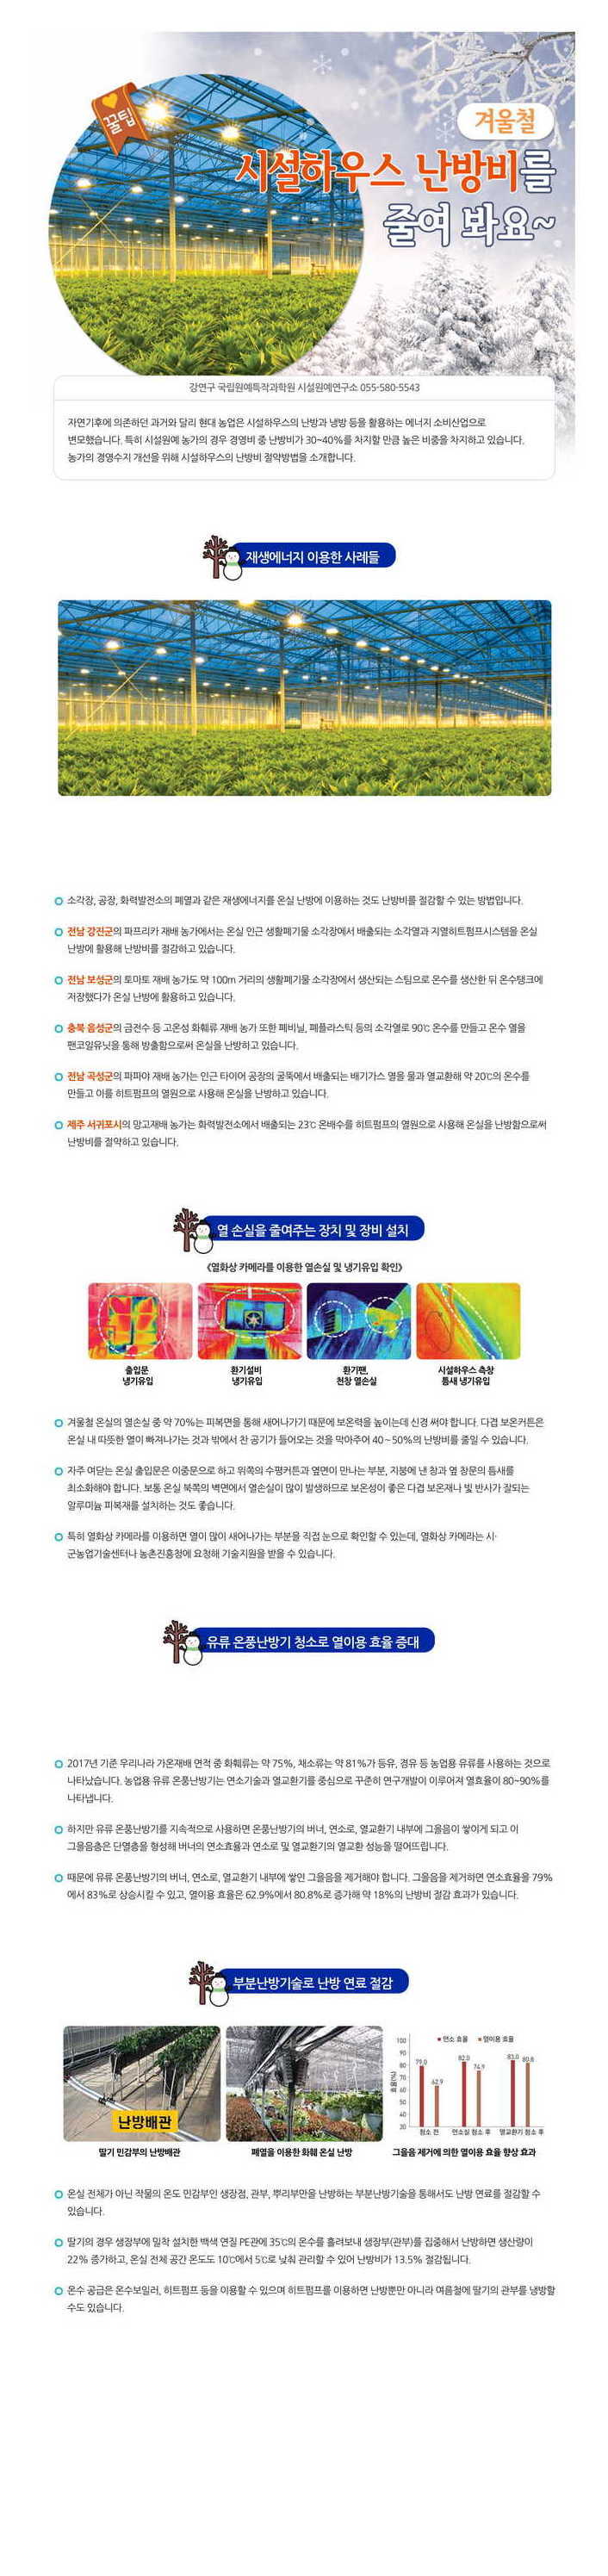 꿀팁
겨울철
시설하우스 난방비를
줄여 봐요~
강연구 국립원예특작과학원 시설원예연구소 055-580-5543
자연기후에 의존하던 과거와 달리 현대 농업은 시설하우스의 난방과 냉방 등을 활용하는 에너지 소비산업으로
변모했습니다. 특히 시설원예 농가의 경우 경영비 중 난방비가 30~40%를 차지할 만큼 높은 비중을 차지하고 있습니다.
농가의 경영수지 개선을 위해 시설하우스의 난방비 절약방법을 소개합니다.
재생에너지 이용한 사례들
소각장, 공장, 화력발전소의 폐열과 같은 재생에너지를 온실 난방에 이용하는 것도 난방비를 절감할 수 있는 방법입니다.
전남 강진군의 파프리카 재배 농가에서는 온실 인근 생활폐기물 소각장에서 배출되는 소각열과 지열히트펌프시스템을 온실
난방에 활용해 난방비를 절감하고 있습니다.
전남 보성군의 토마토 재배 농가도 약 100m 거리의 생활폐기물 소각장에서 생산되는 스팀으로 온수를 생산한 뒤 온수탱크에
저장했다가 온실 난방에 활용하고 있습니다.
충북 음성군의 금전수 등 고온성 화훼류 재배 농가 또한 폐비닐, 폐플라스틱 등의 소각열로 90℃ 온수를 만들고 온수 열을
팬코일유닛을 통해 방출함으로써 온실을 난방하고 있습니다.
전남 곡성군의 파파야 재배 농가는 인근 타이어 공장의 굴뚝에서 배출되는 배기가스 열을 물과 열교환해 약 20℃의 온수를
만들고 이를 히트펌프의 열원으로 사용해 온실을 난방하고 있습니다.
제주 서귀포시의 망고재배 농가는 화력발전소에서 배출되는 23℃ 온배수를 히트펌프의 열원으로 사용해 온실을 난방함으로써
난방비를 절약하고 있습니다.
열 손실을 줄여주는 장치 및 장비 설치
《열화상 카메라를 이용한 열손실 및 냉기유입 확인》
출입문
냉기유입
환기설비
냉기유입
환기팬,
천창 열손실
시설하우스 측창
틈새 냉기유입
겨울철 온실의 열손실 중 약 70%는 피복면을 통해 새어나가기 때문에 보온력을 높이는데 신경 써야 합니다. 다겹 보온커튼은
온실 내 따뜻한 열이 빠져나가는 것과 밖에서 찬 공기가 들어오는 것을 막아주어 40~50%의 난방비를 줄일 수 있습니다.
자주 여닫는 온실 출입문은 이중문으로 하고 위쪽의 수평커튼과 옆면이 만나는 부분, 지붕에 낸 창과 옆 창문의 틈새를
최소화해야 합니다. 보통 온실 북쪽의 벽면에서 열손실이 많이 발생하므로 보온성이 좋은 다겹 보온재나 빛 반사가 잘되는
알루미늄 피복재를 설치하는 것도 좋습니다.
특히 열화상 카메라를 이용하면 열이 많이 새어나가는 부분을 직접 눈으로 확인할 수 있는데, 열화상 카메라는 시·
군농업기술센터나 농촌진흥청에 요청해 기술지원을 받을 수 있습니다.
유류 온풍난방기 청소로 열이용 효율 증대
2017년 기준 우리나라 가온재배 면적 중 화훼류는 약 75%, 채소류는 약 81%가 등유, 경유 등 농업용 유류를 사용하는 것으로
나타났습니다. 농업용 유류 온풍난방기는 연소기술과 열교환기를 중심으로 꾸준히 연구개발이 이루어져 열효율이 80~90%를
나타냅니다.
하지만 유류 온풍난방기를 지속적으로 사용하면 온풍난방기의 버너, 연소로, 열교환기 내부에 그을음이 쌓이게 되고 이
그을음층은 단열층을 형성해 버너의 연소효율과 연소로 및 열교환기의 열교환 성능을 떨어뜨립니다.
때문에 유류 온풍난방기의 버너, 연소로, 열교환기 내부에 쌓인 그을음을 제거해야 합니다. 그을음을 제거하면 연소효율을 79%
에서 83%로 상승시킬 수 있고, 열이용 효율은 62.9%에서 80.8%로 증가해 약 18%의 난방비 절감 효과가 있습니다.
부분난방기술로 난방 연료 절감
난방배관
연소 효율 열이용 효율
효율(%)
100
90
80
70
60
50
40
20
79.0
62.9
82.0
74.9
83.0
80.8
청소 전 연소실 청소 후 열교환기 청소 후
딸기 민감부의 난방배관
폐열을 이용한 화훼 온실 난방
그을음 제거에 의한 열이용 효율 향상 효과
온실 전체가 아닌 작물의 온도 민감부인 생장점, 관부, 뿌리부만을 난방하는 부분난방기술을 통해서도 난방 연료를 절감할 수
있습니다.
딸기의 경우 생장부에 밀착 설치한 백색 연질 PE관에 35℃의 온수를 흘려보내 생장부(관부)를 집중해서 난방하면 생산량이
22% 증가하고, 온실 전체 공간 온도도 10℃에서 5℃로 낮춰 관리할 수 있어 난방비가 13.5% 절감됩니다.
온수 공급은 온수보일러, 히트펌프 등을 이용할 수 있으며 히트펌프를 이용하면 난방뿐만 아니라 여름철에 딸기의 관부를 냉방할
수도 있습니다.